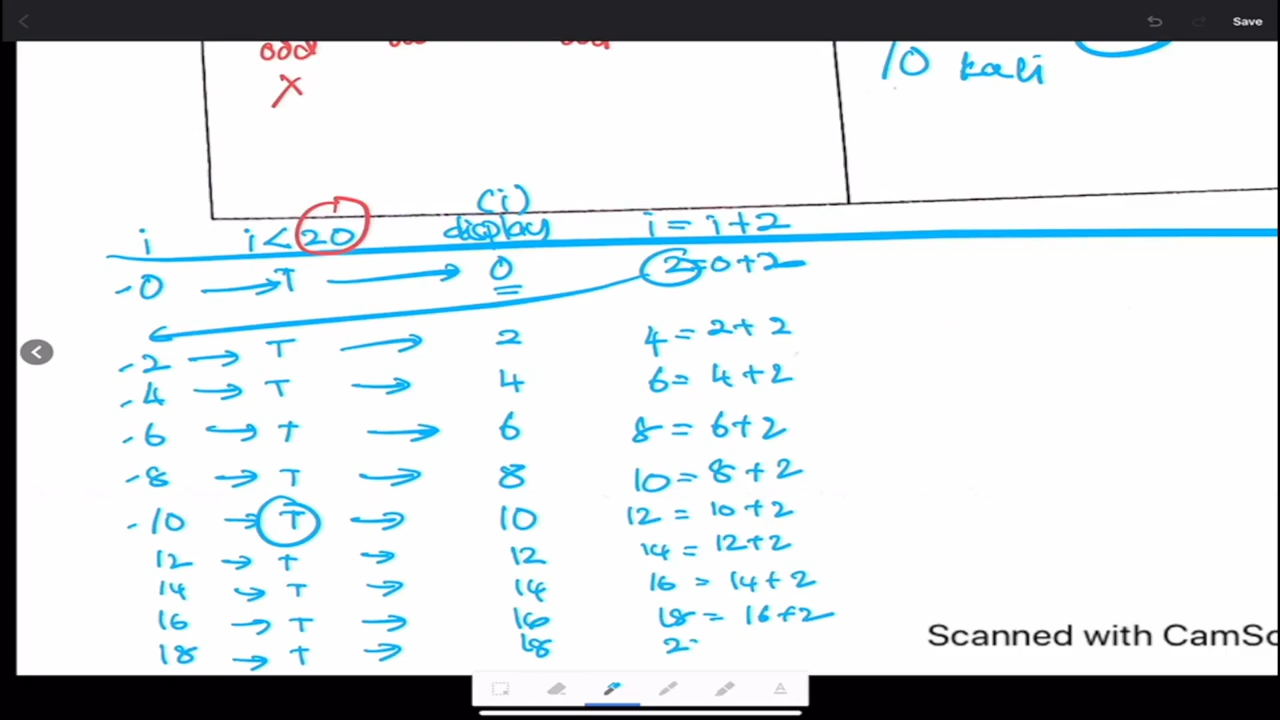 Save
odd
X
10 kali
i i < 20 (i) display i = i+2
-0 → T → 0 2=0+2
-2 → T → 2 4 = 2+2
-4 → T → 4 6 = 4+2
-6 → T → 6 8 = 6+2
-8 → T → 8 10 = 8+2
-10 → T → 10 12 = 10+2
12 → T → 12 14 = 12+2
14 → T → 14 16 = 14+2
16 → T → 16 18 = 16+2
18 → T → 18 2
Scanned with CamSc
A